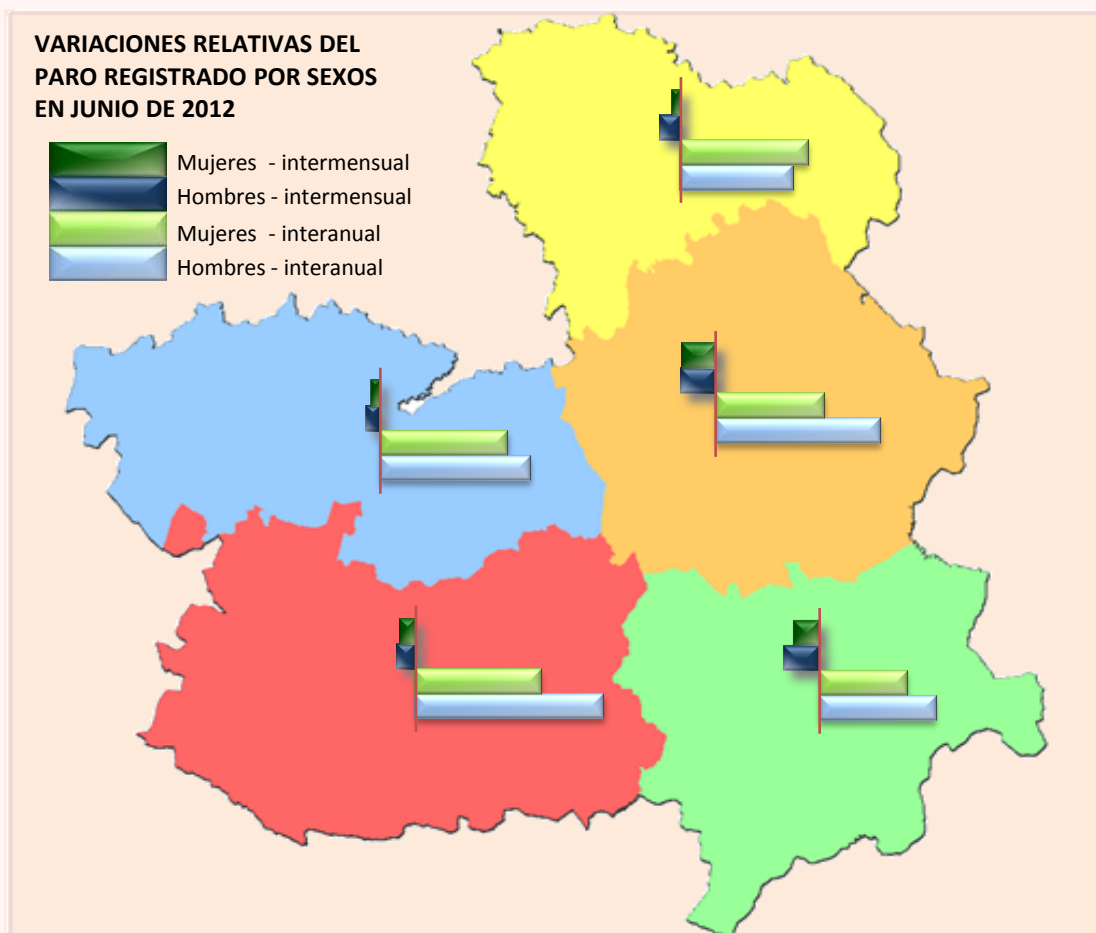 VARIACIONES RELATIVAS DEL
PARO REGISTRADO POR SEXOS
EN JUNIO DE 2012
Mujeres - intermensual
Hombres - intermensual
Mujeres - interanual
Hombres - interanual